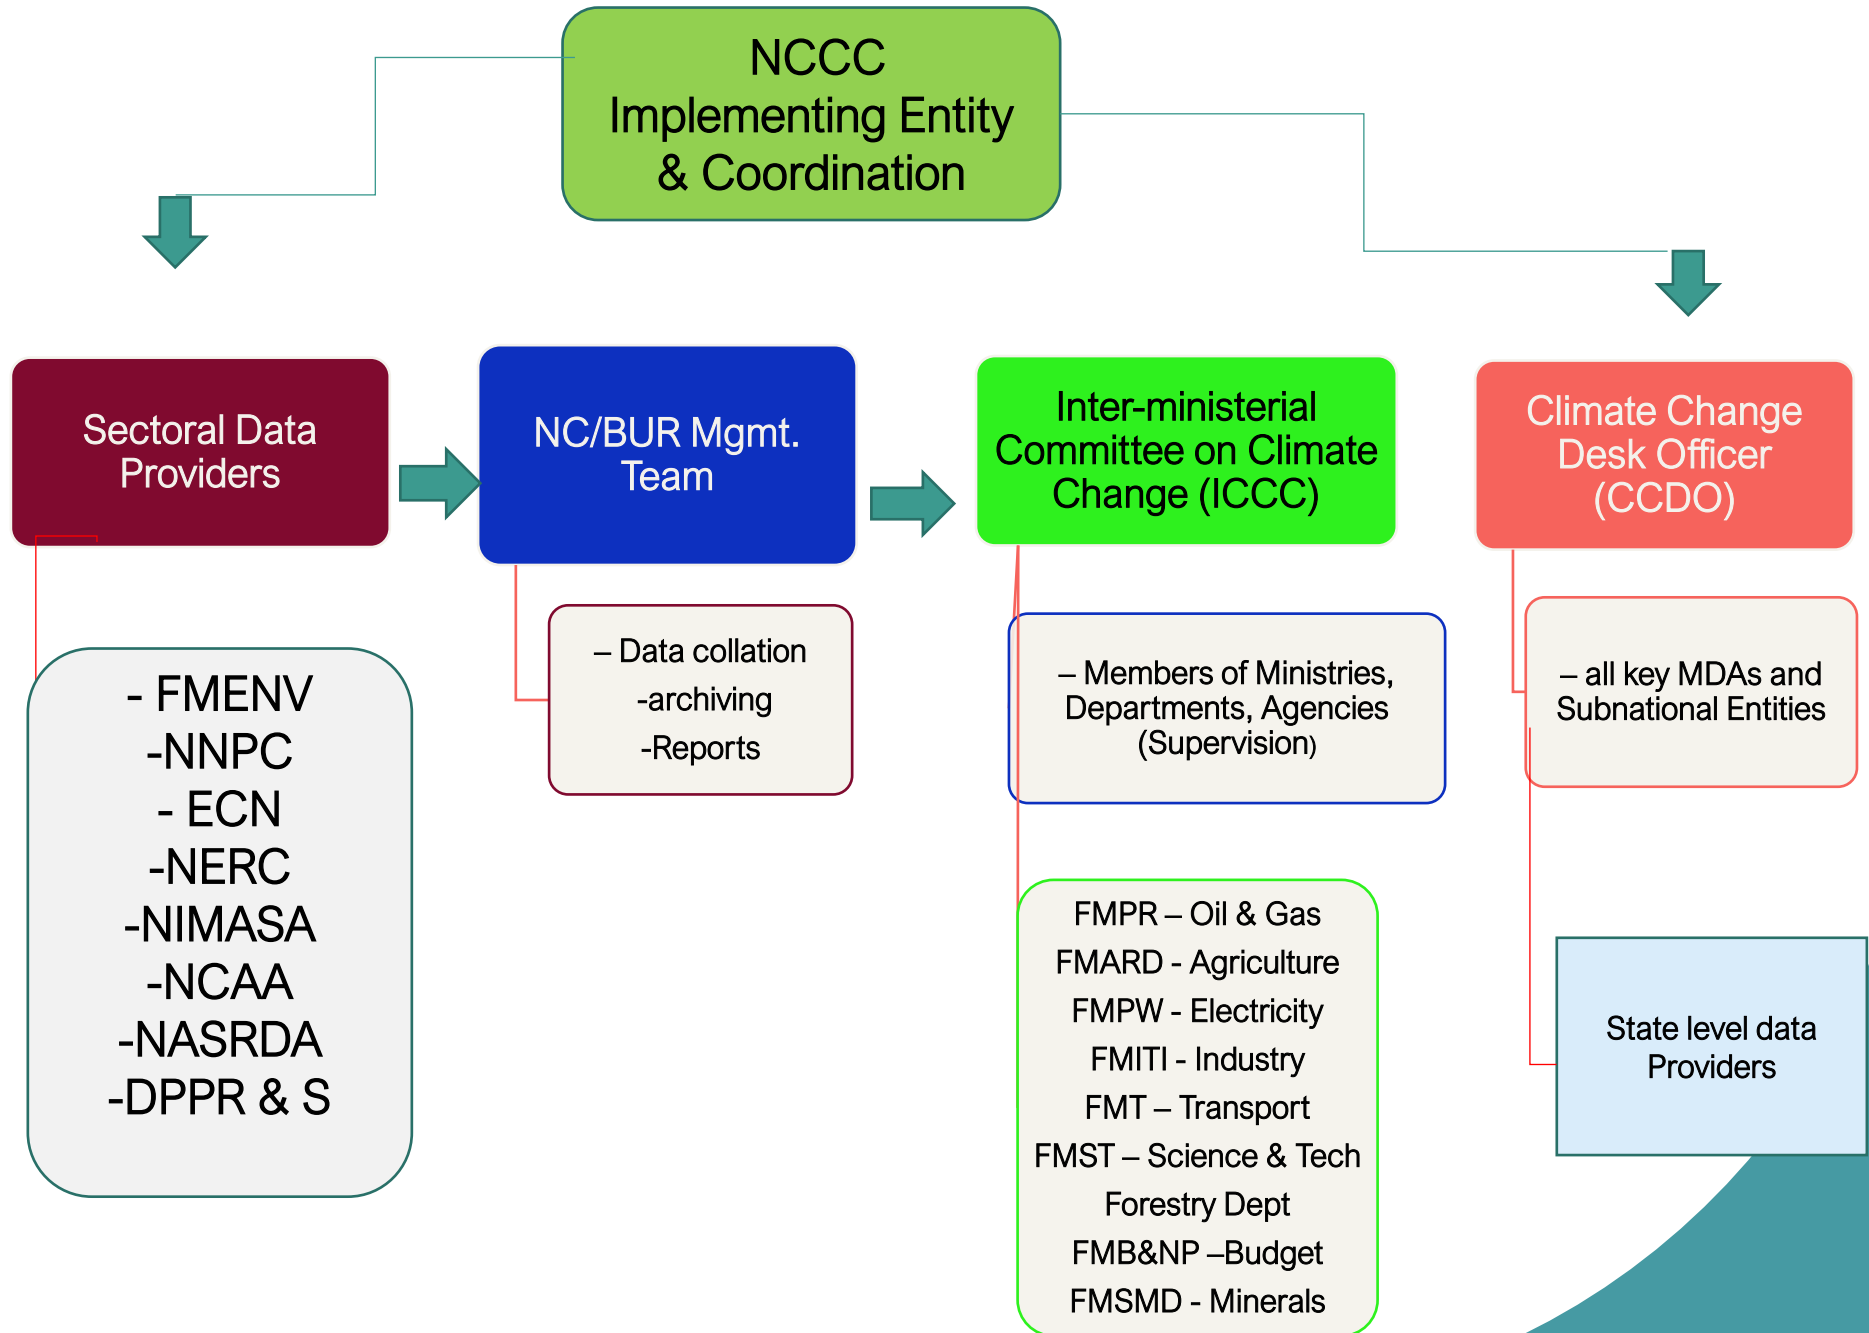 NCCC
Implementing Entity
& Coordination
Sectoral Data
Providers
NC/BUR Mgmt.
Team
Inter-ministerial
Committee on Climate
Change (ICCC)
Climate Change
Desk Officer
(CCDO)
- FMENV
-NNPC
- ECN
-NERC
-NIMASA
-NCAA
-NASRDA
-DPPR & S
– Data collation
-archiving
-Reports
– Members of Ministries,
Departments, Agencies
(Supervision)
FMPR – Oil & Gas
FMARD - Agriculture
FMPW - Electricity
FMITI - Industry
FMT – Transport
FMST – Science & Tech
Forestry Dept
FMB&NP –Budget
FMSMD - Minerals
– all key MDAs and
Subnational Entities
State level data
Providers